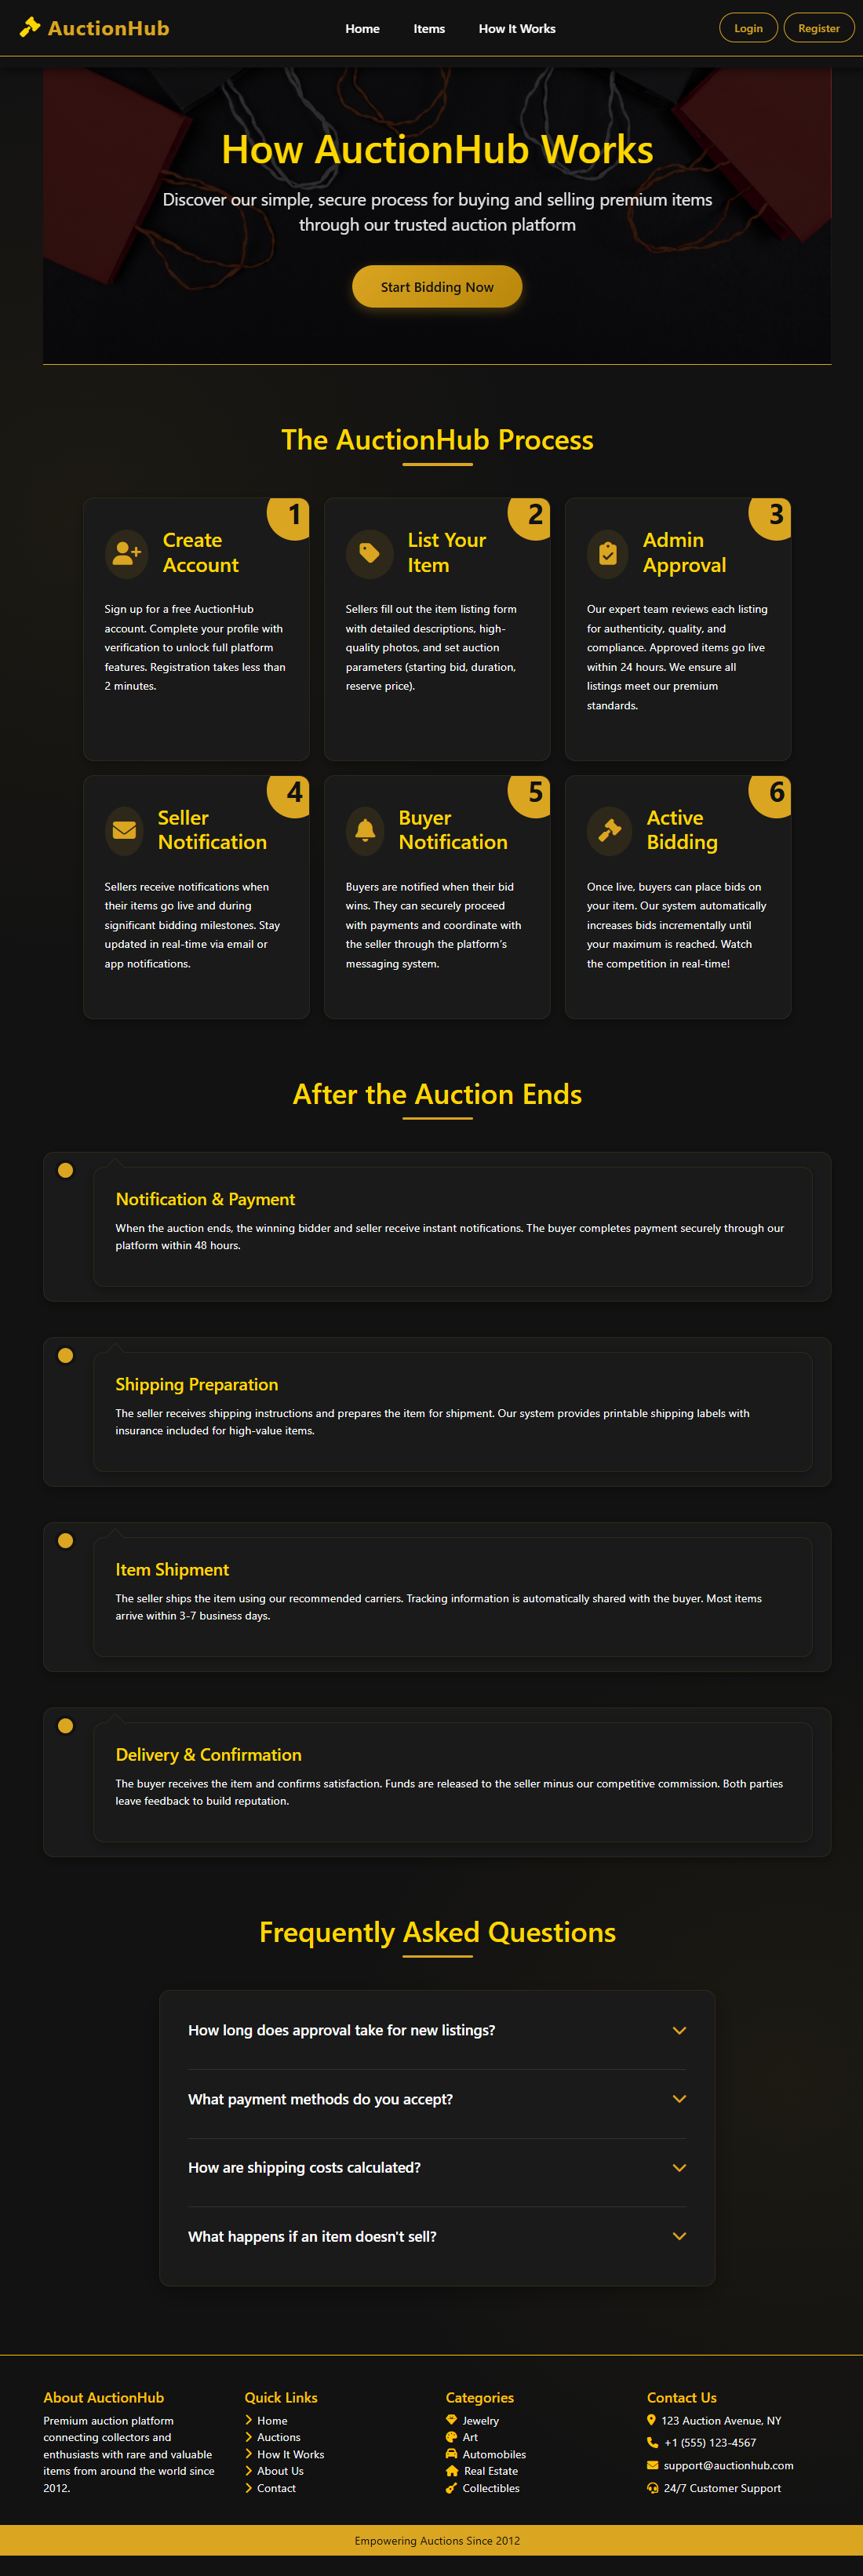 AuctionHub
Home
Items
How It Works
Login
Register
How AuctionHub Works
Discover our simple, secure process for buying and selling premium items
through our trusted auction platform
Start Bidding Now
The AuctionHub Process
1
Create
Account
Sign up for a free AuctionHub
account. Complete your profile with
verification to unlock full platform
features. Registration takes less than
2 minutes.
2
List Your
Item
Sellers fill out the item listing form
with detailed descriptions, high-
quality photos, and set auction
parameters (starting bid, duration,
reserve price).
3
Admin
Approval
Our expert team reviews each listing
for authenticity, quality, and
compliance. Approved items go live
within 24 hours. We ensure all
listings meet our premium
standards.
4
Seller
Notification
Sellers receive notifications when
their items go live and during
significant bidding milestones. Stay
updated in real-time via email or
app notifications.
5
Buyer
Notification
Buyers are notified when their bid
wins. They can securely proceed
with payments and coordinate with
the seller through the platform's
messaging system.
6
Active
Bidding
Once live, buyers can place bids on
your item. Our system automatically
increases bids incrementally until
your maximum is reached. Watch
the competition in real-time!
After the Auction Ends
Notification & Payment
When the auction ends, the winning bidder and seller receive instant notifications. The buyer completes payment securely through our
platform within 48 hours.
Shipping Preparation
The seller receives shipping instructions and prepares the item for shipment. Our system provides printable shipping labels with
insurance included for high-value items.
Item Shipment
The seller ships the item using our recommended carriers. Tracking information is automatically shared with the buyer. Most items
arrive within 3-7 business days.
Delivery & Confirmation
The buyer receives the item and confirms satisfaction. Funds are released to the seller minus our competitive commission. Both parties
leave feedback to build reputation.
Frequently Asked Questions
How long does approval take for new listings?
What payment methods do you accept?
How are shipping costs calculated?
What happens if an item doesn't sell?
About AuctionHub
Premium auction platform
connecting collectors and
enthusiasts with rare and valuable
items from around the world since
2012.
Quick Links
Home
Auctions
How It Works
About Us
Contact
Categories
Jewelry
Art
Automobiles
Real Estate
Collectibles
Contact Us
123 Auction Avenue, NY
+1 (555) 123-4567
support@auctionhub.com
24/7 Customer Support
Empowering Auctions Since 2012